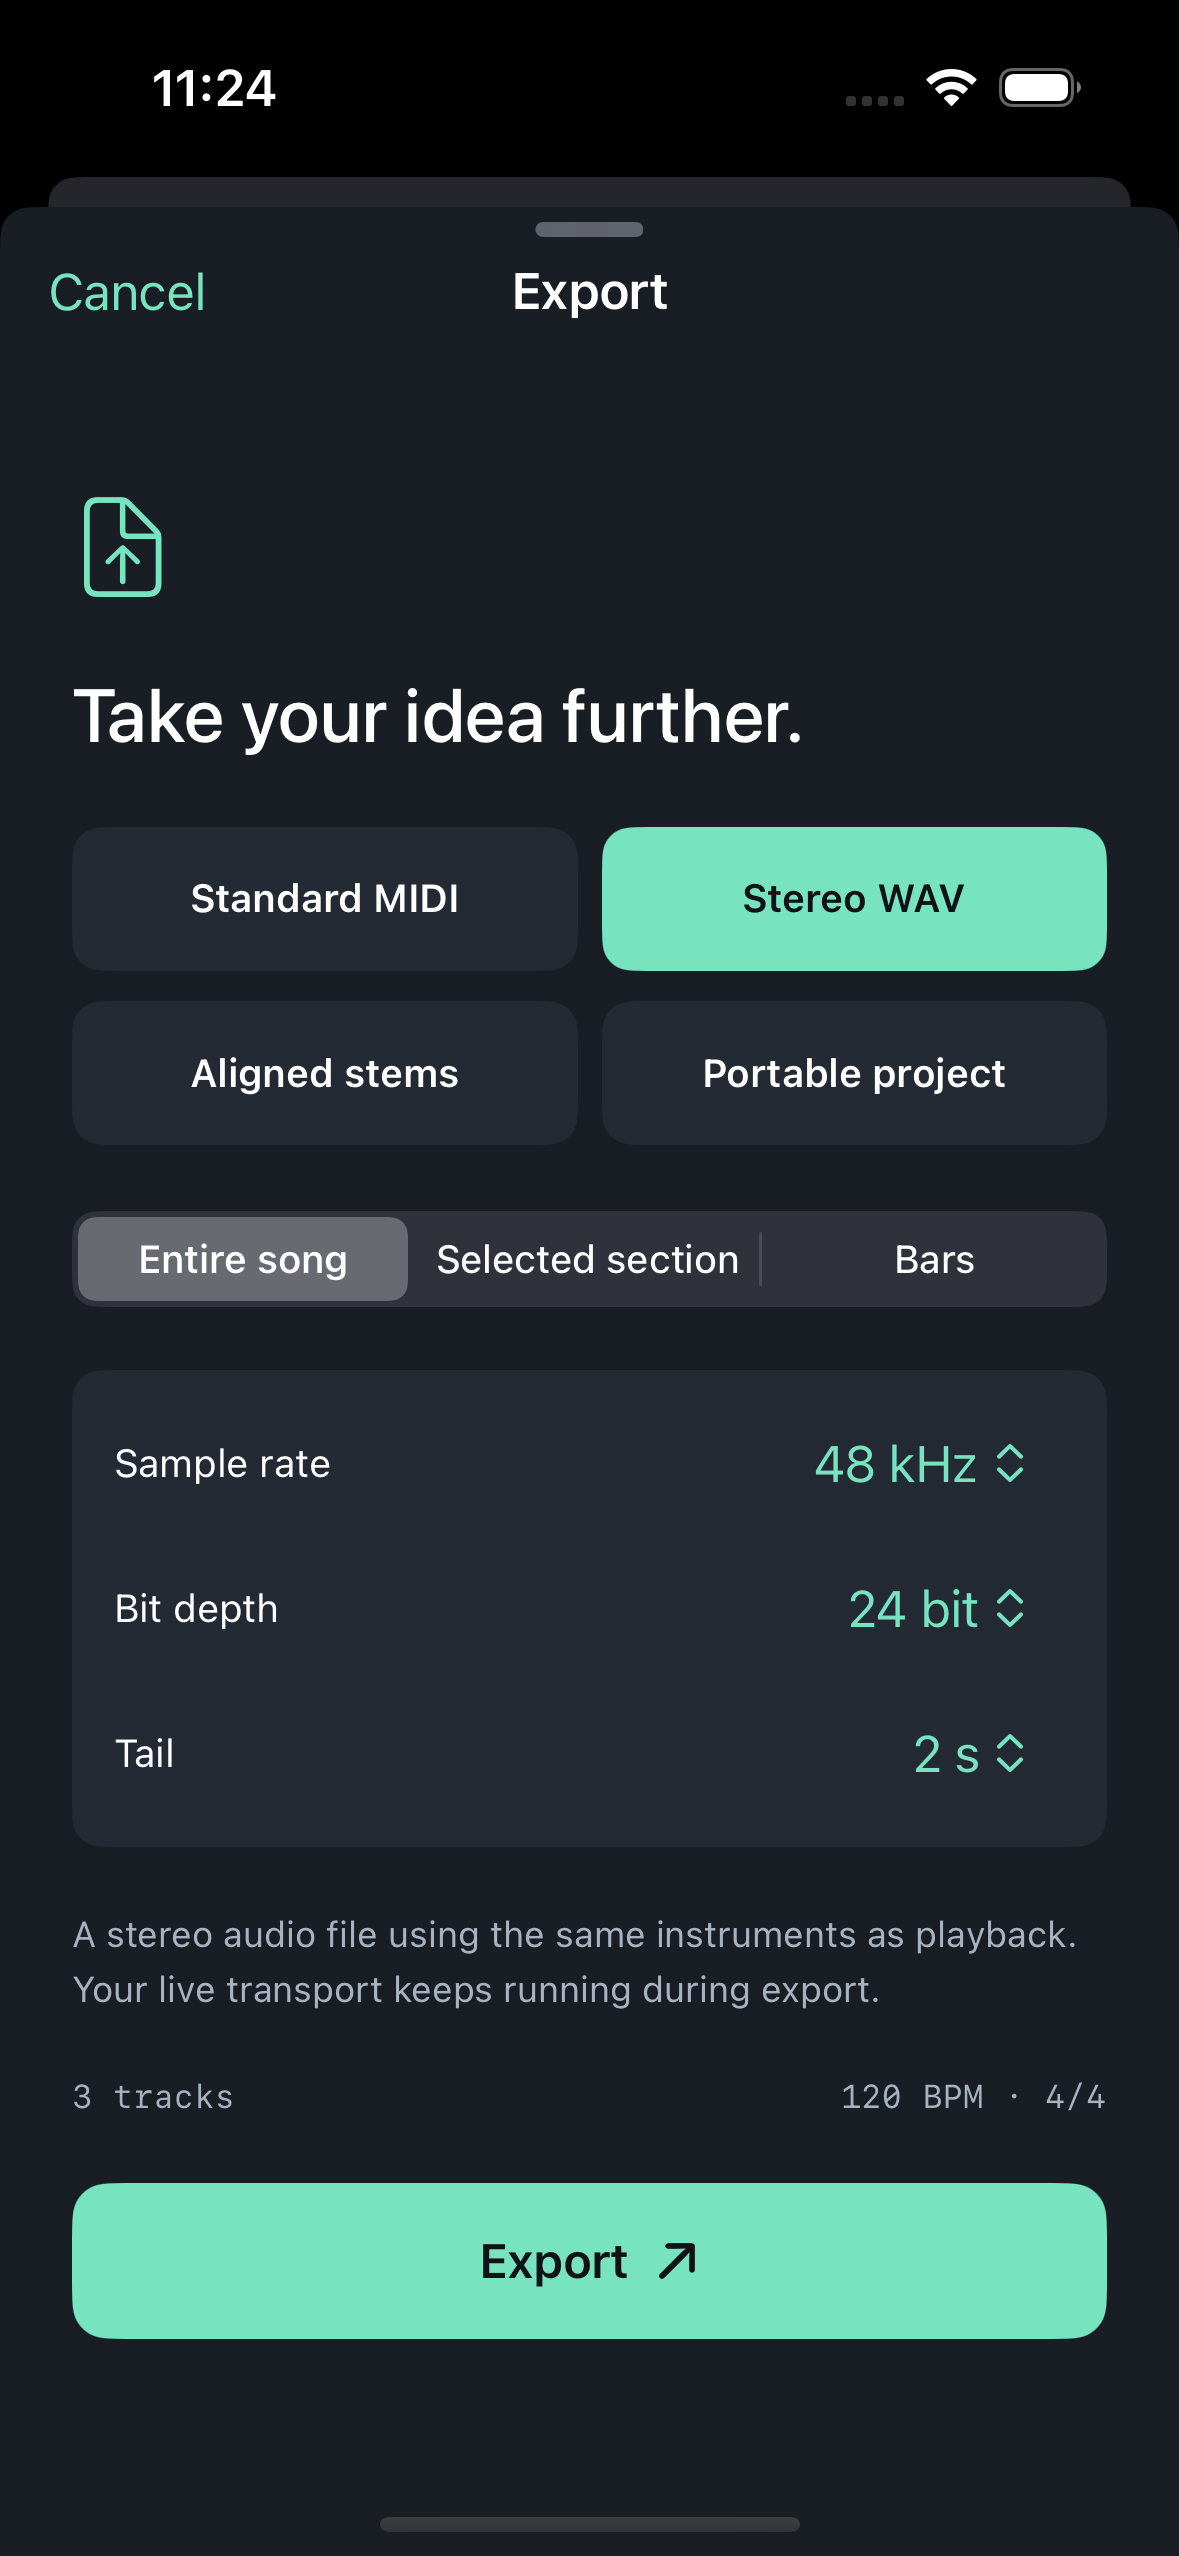 11:24
Cancel
Export
Take your idea further.
Standard MIDI
Stereo WAV
Aligned stems
Portable project
Entire song
Selected section
Bars
Sample rate
48 kHz
Bit depth
24 bit
Tail
2 s
A stereo audio file using the same instruments as playback.
Your live transport keeps running during export.
3 tracks
120 BPM · 4/4
Export